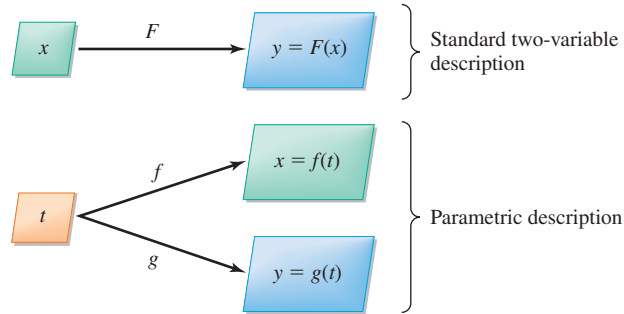 x
F
y = F(x)
Standard two-variable
description
t
f
g
x = f(t)
y = g(t)
Parametric description